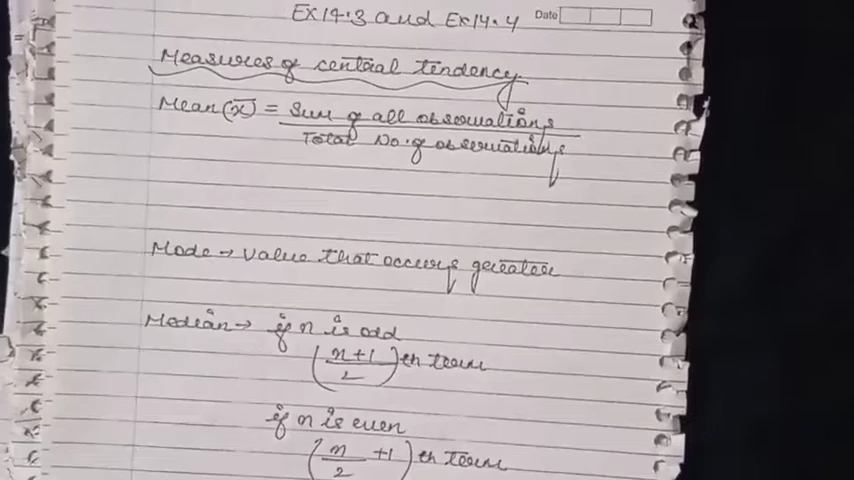 Ex 14.3 and Ex 14.4 Date
Measures of central tendency
Mean (x̄) = Sum of all observations
Total No. of observations
Mode → value that occurs greater
Median → if n is odd
(n+1/2)th term
if n is even
(n/2 +1)th term